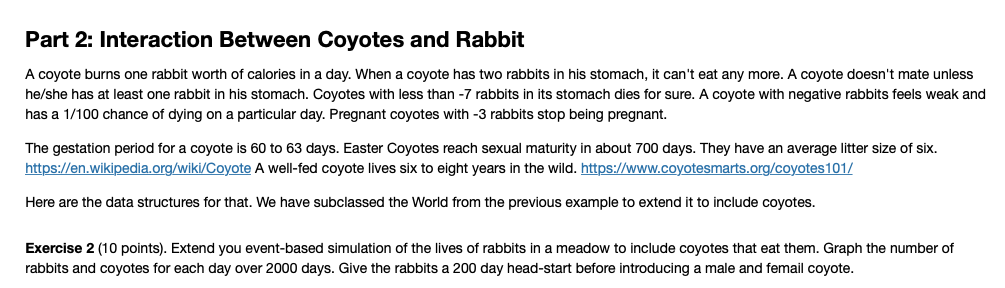 Part 2: Interaction Between Coyotes and Rabbit
A coyote burns one rabbit worth of calories in a day. When a coyote has two rabbits in his stomach, it can't eat any more. A coyote doesn't mate unless
he/she has at least one rabbit in his stomach. Coyotes with less than -7 rabbits in its stomach dies for sure. A coyote with negative rabbits feels weak and
has a 1/100 chance of dying on a particular day. Pregnant coyotes with -3 rabbits stop being pregnant.
The gestation period for a coyote is 60 to 63 days. Easter Coyotes reach sexual maturity in about 700 days. They have an average litter size of six.
https://en.wikipedia.org/wiki/Coyote A well-fed coyote lives six to eight years in the wild. https://www.coyotesmarts.org/coyotes101/
Here are the data structures for that. We have subclassed the World from the previous example to extend it to include coyotes.
Exercise 2 (10 points). Extend you event-based simulation of the lives of rabbits in a meadow to include coyotes that eat them. Graph the number of
rabbits and coyotes for each day over 2000 days. Give the rabbits a 200 day head-start before introducing a male and femail coyote.